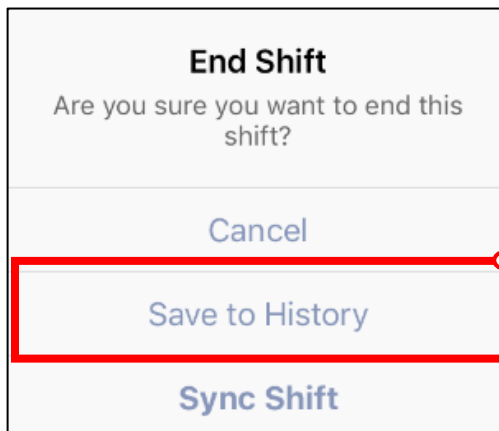 End Shift
Are you sure you want to end this
shift?
Cancel
Save to History
Sync Shift